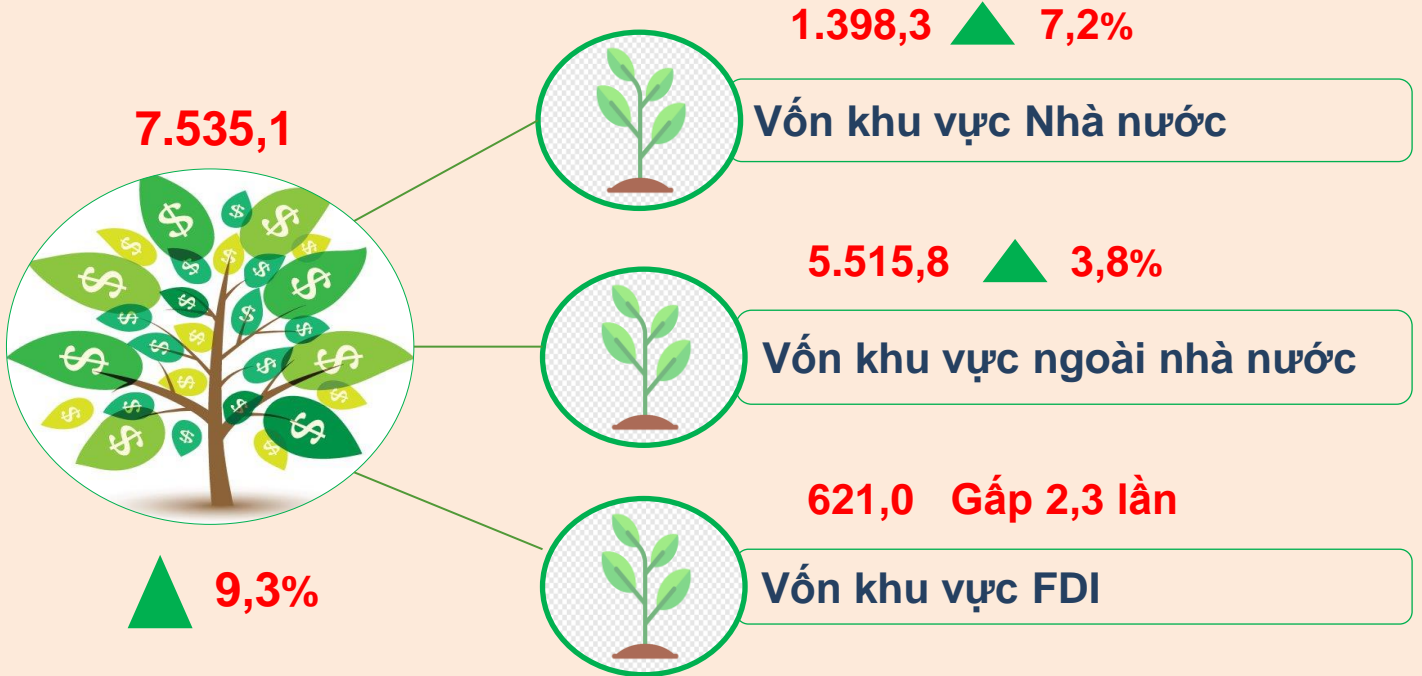 7.535,1
9,3%
1.398,3 7,2%
Vốn khu vực Nhà nước
5.515,8 3,8%
Vốn khu vực ngoài nhà nước
621,0 Gấp 2,3 lần
Vốn khu vực FDI